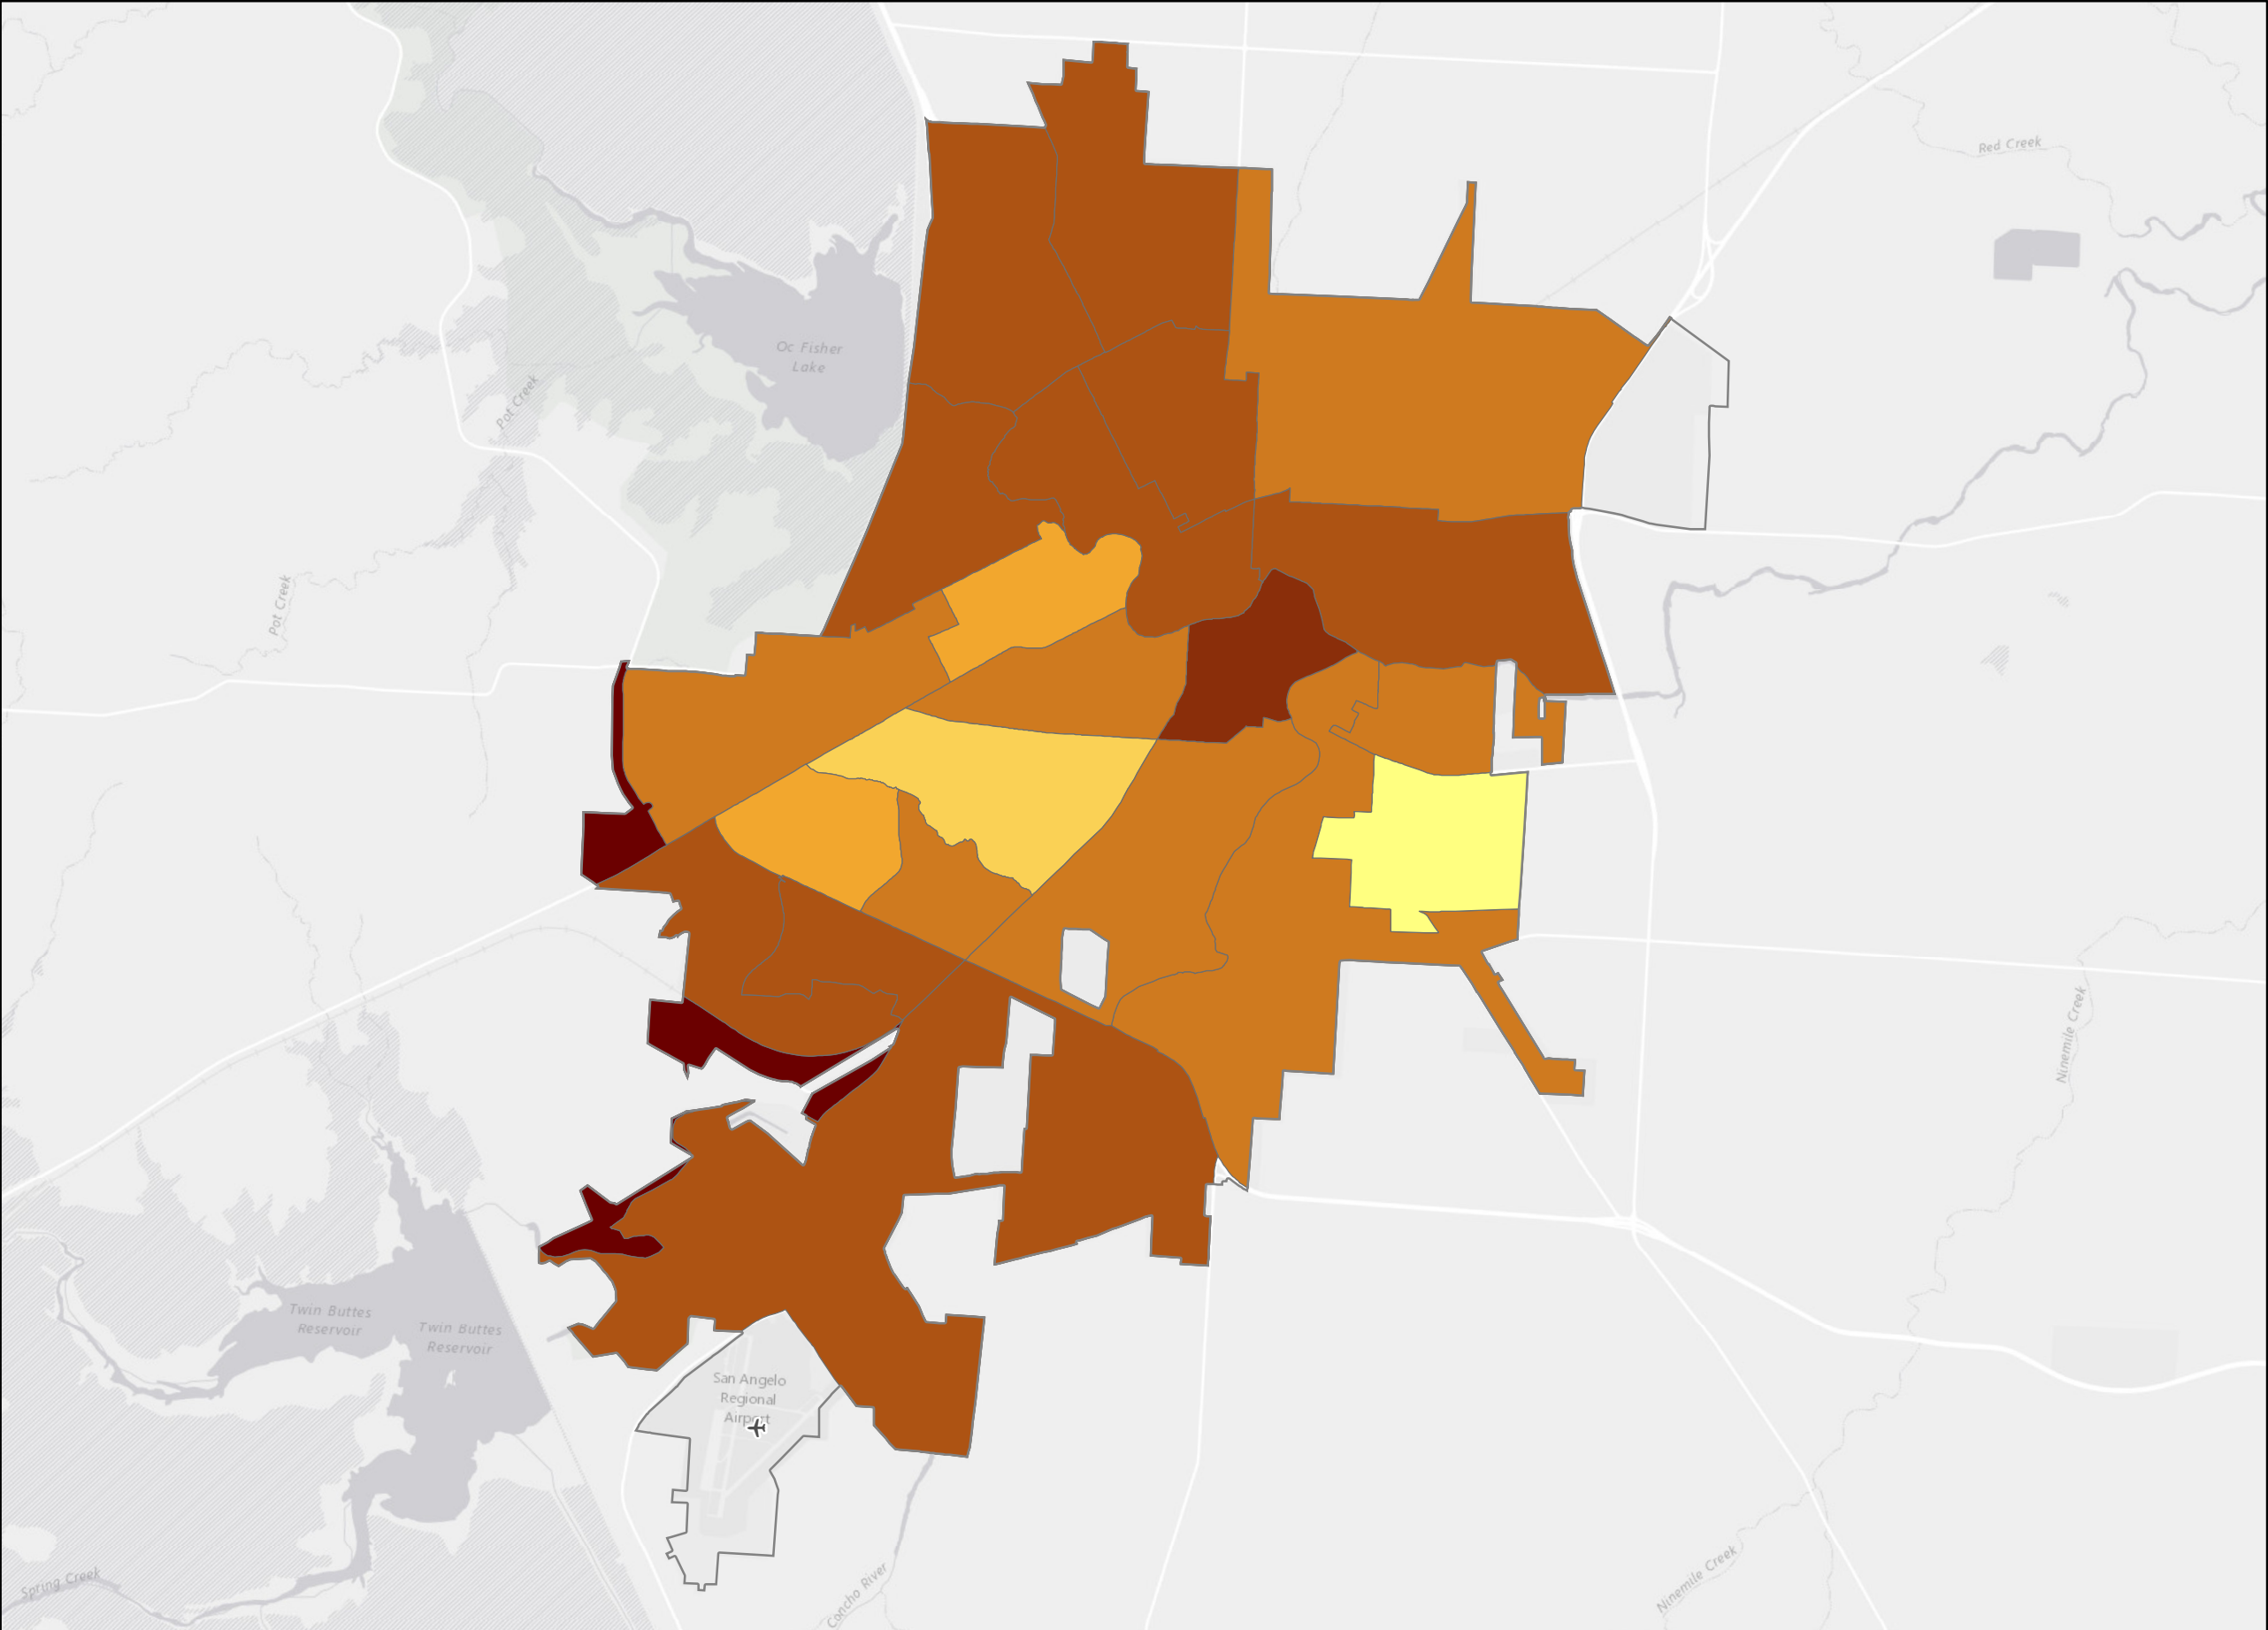 Red Creek
Oc Fisher
Lake
Pot Creek
Pot Creek
Ninemile Creek
Twin Buttes
Reservoir
Twin Buttes
Reservoir
San Angelo
Regional
Airport
Spring Creek
Concho River
Ninemile Creek